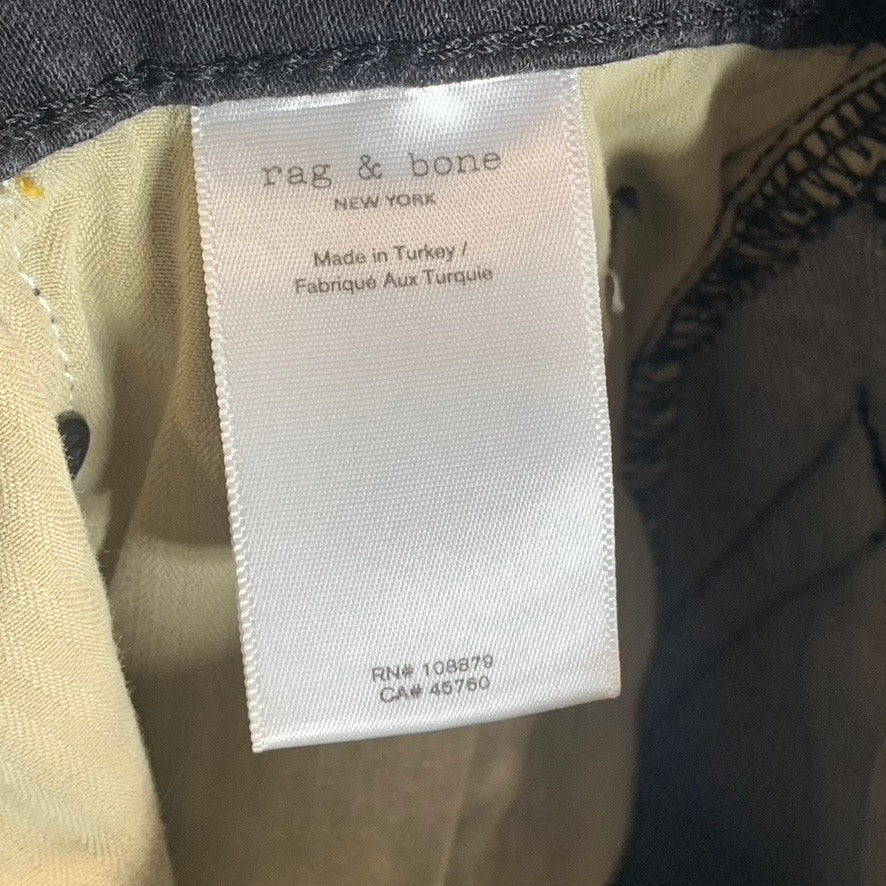 rag & bone
NEW YORK
Made in Turkey /
Fabriqué Aux Turquie
RN# 108879
CA# 45760